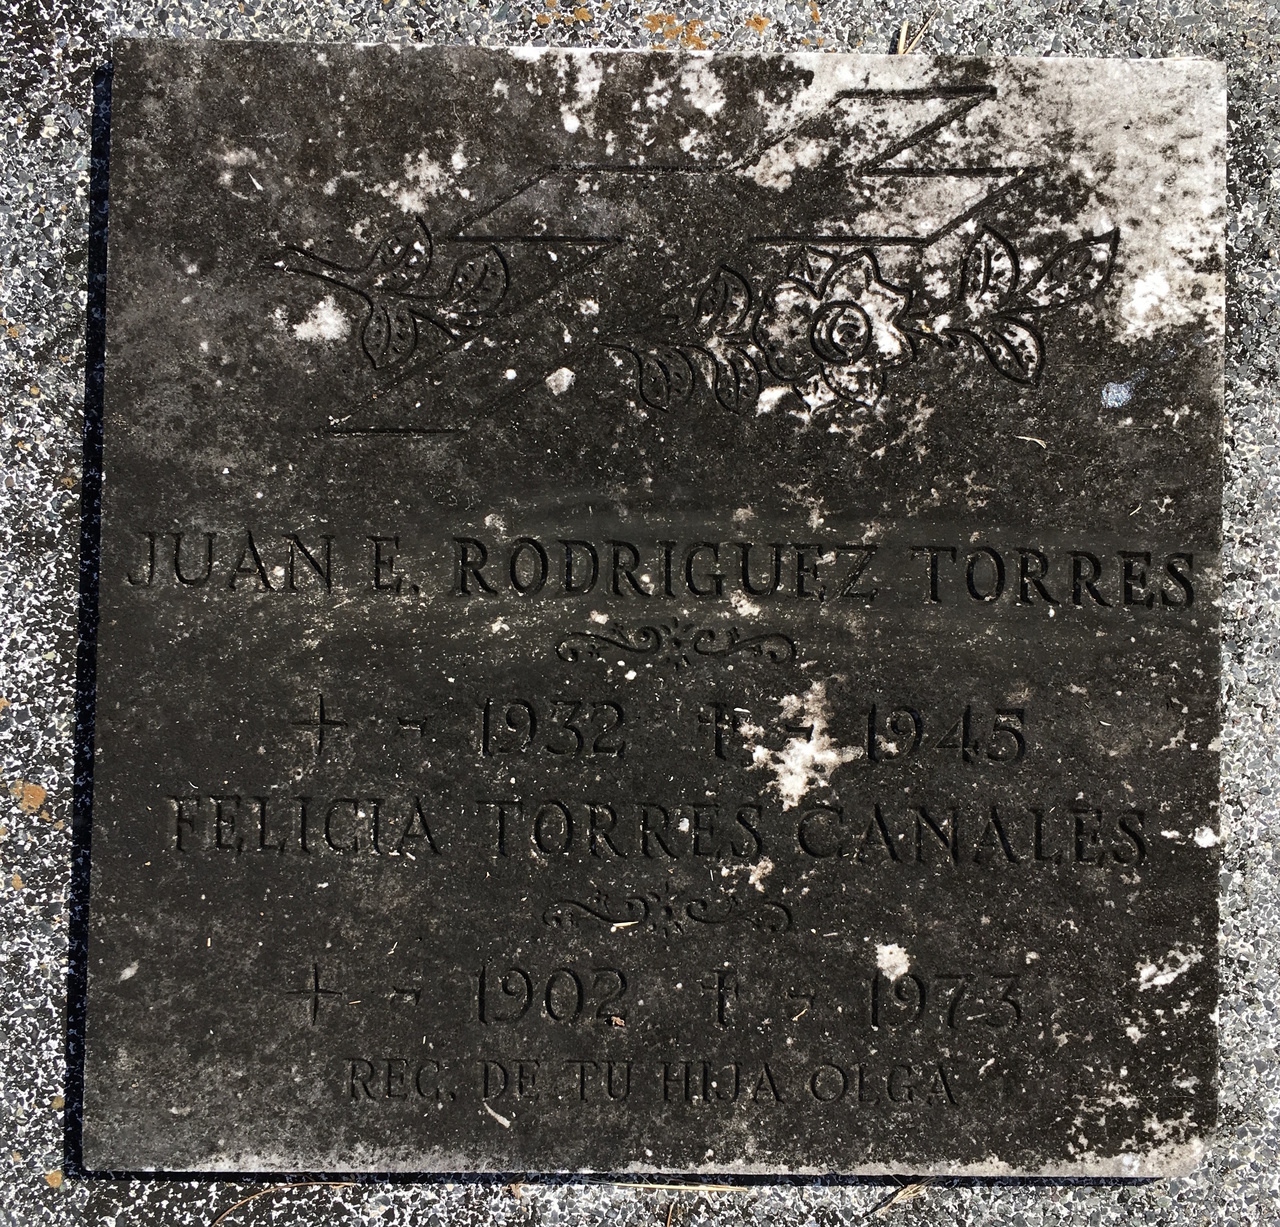 JUAN E. RODRIGUEZ TORRES
+ - 1932 † - 1945
FELICIA TORRES CANALES
+ - 1902 † - 1973
REC. DE TU HIJA OLGA